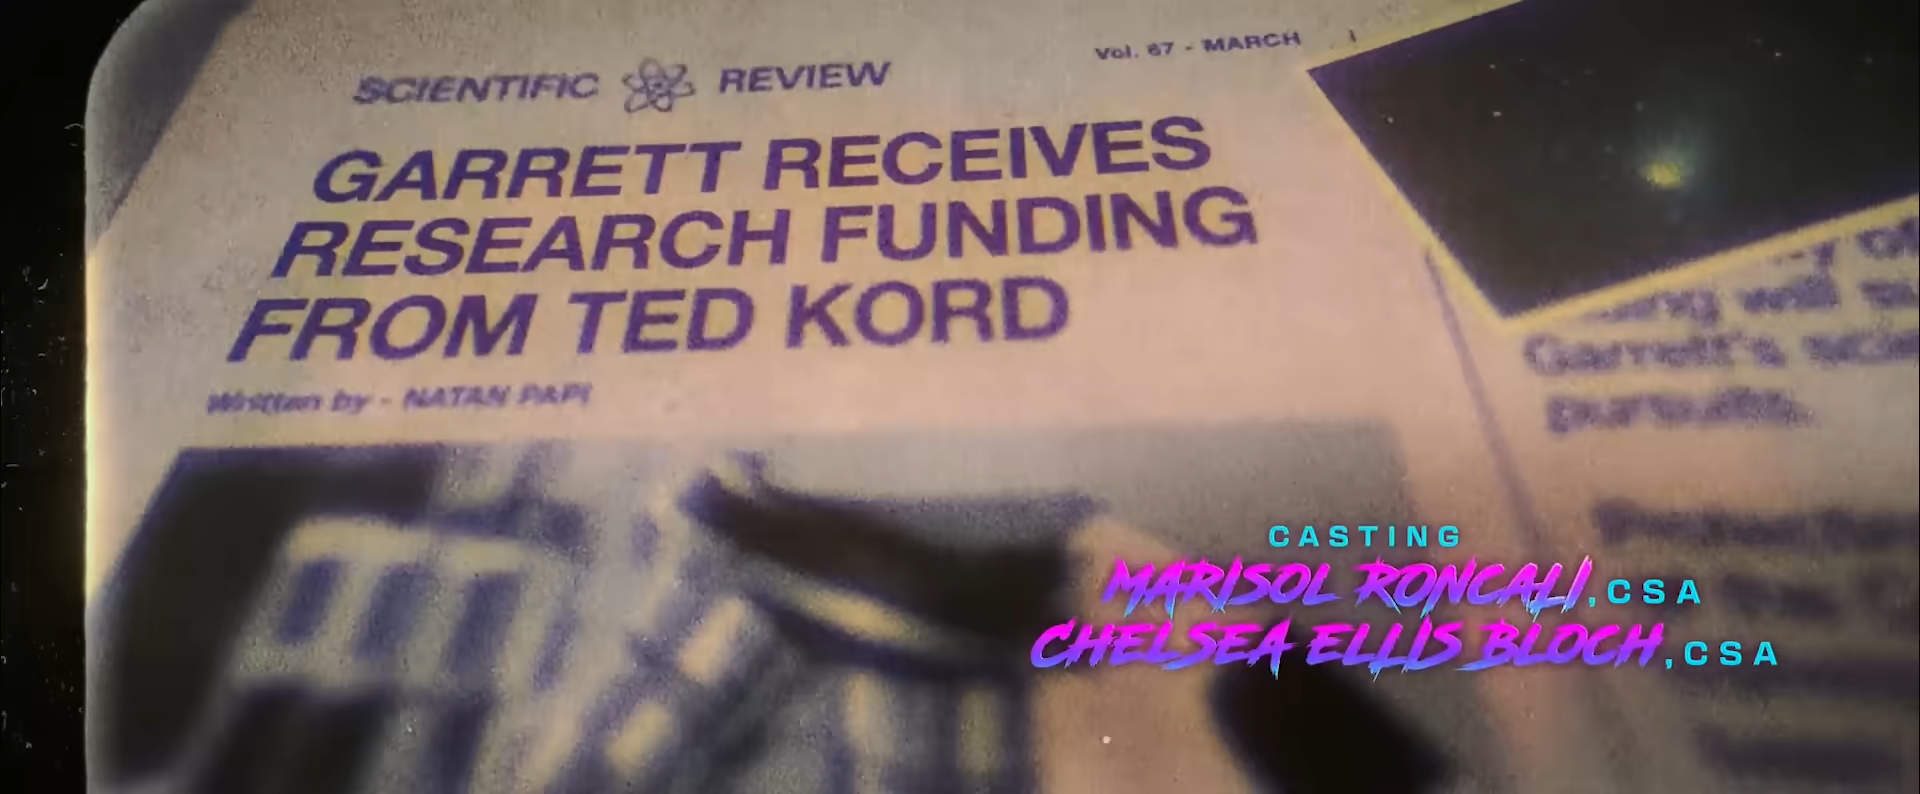 SCIENTIFIC REVIEW
Vol. 67 - MARCH
GARRETT RECEIVES
RESEARCH FUNDING
FROM TED KORD
Written by - NATAN PAPI
Garrett's
pursuits.
CASTING
MARISOL RONCALI, CSA
CHELSEA ELLIS BLOCH, CSA